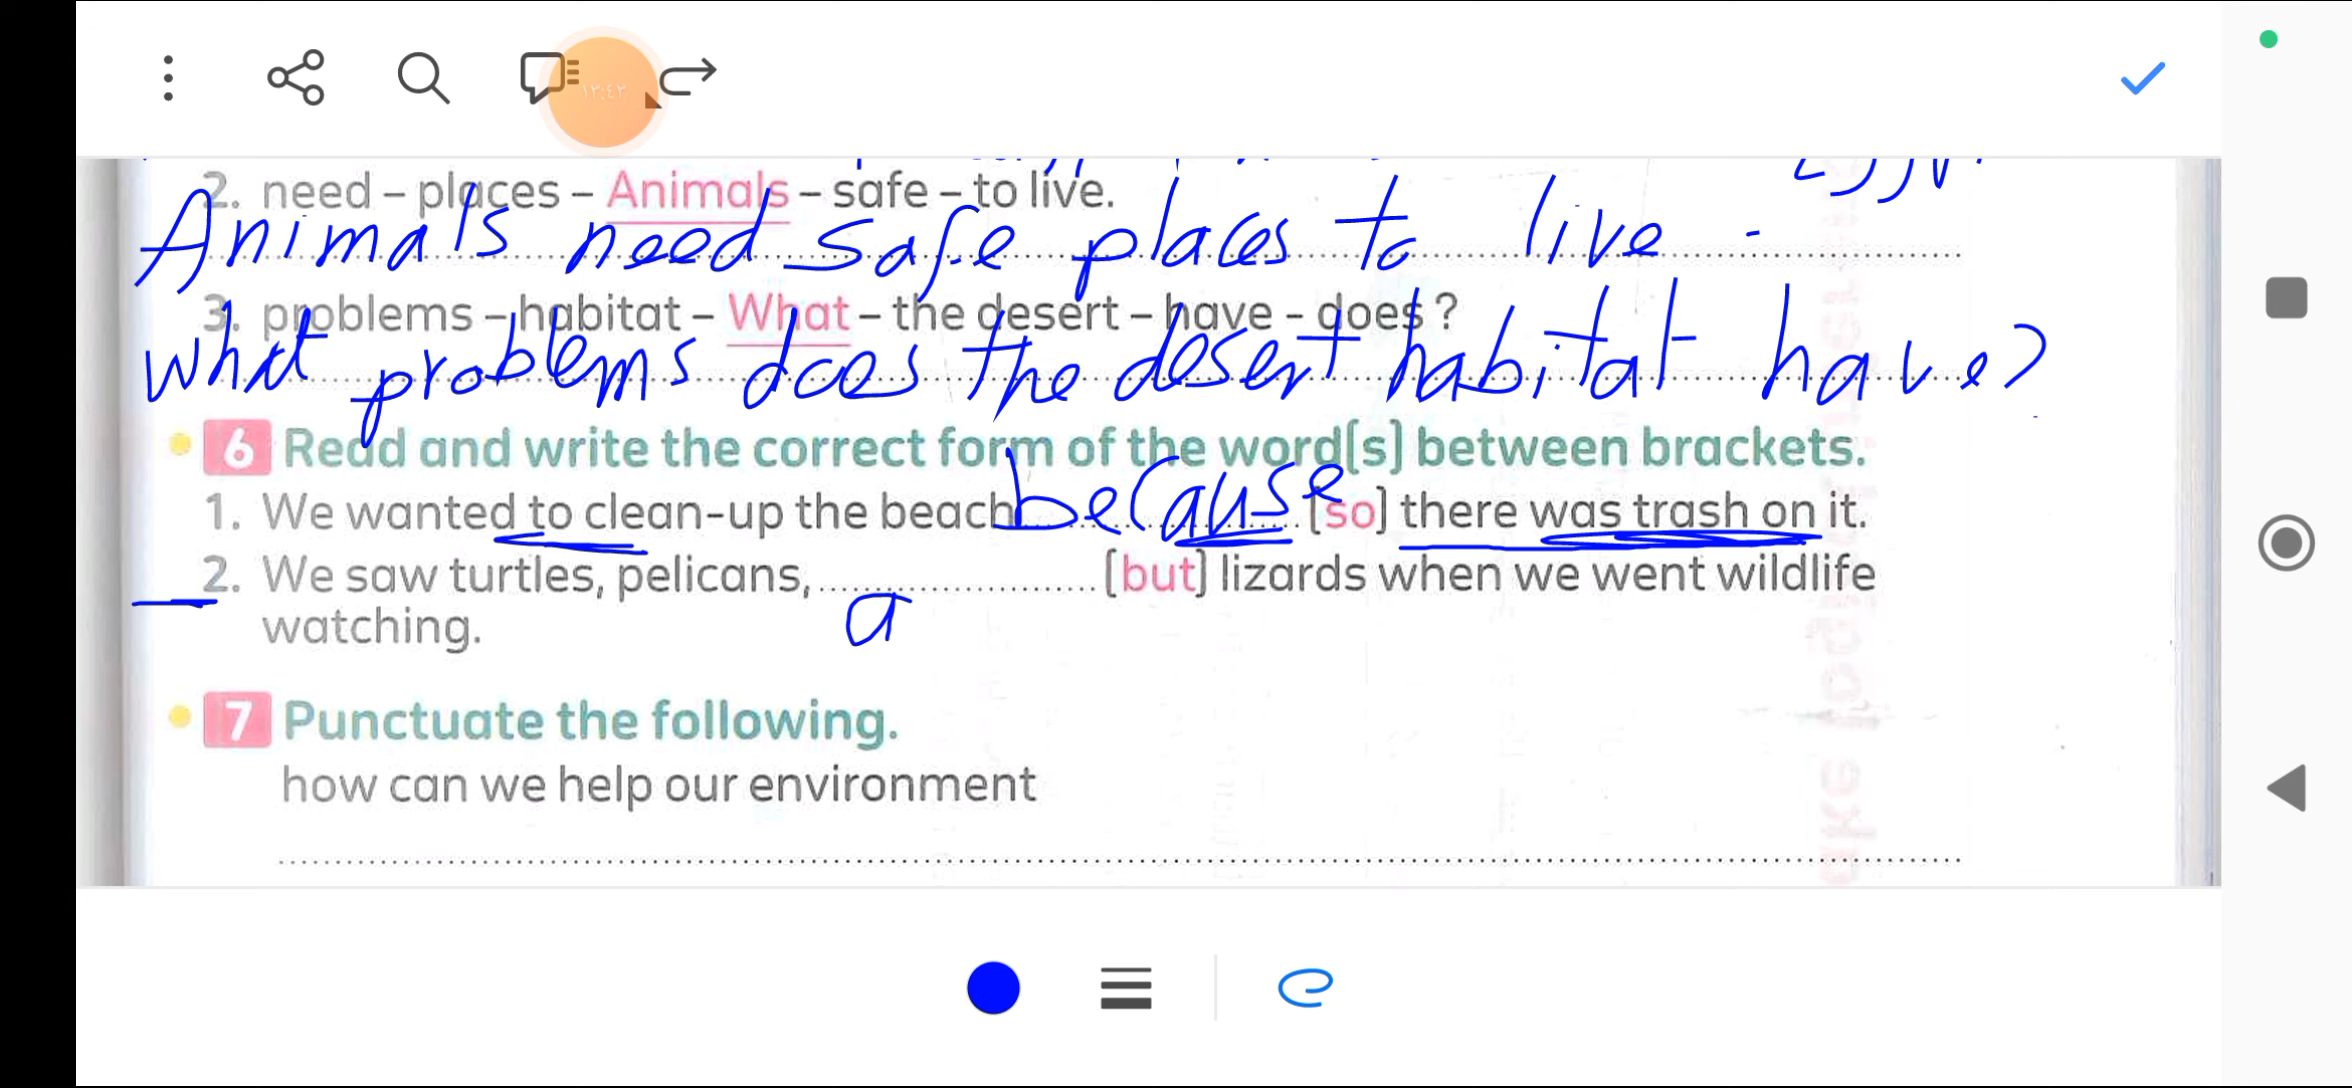 ١٣:٤٣
2. need – places – Animals – safe – to live.
Animals need safe places to live.
3. problems – habitat – What – the desert – have - does ?
What problems does the desert habitat have?
6 Read and write the correct form of the word(s) between brackets.
1. We wanted to clean-up the beach because (so) there was trash on it.
2. We saw turtles, pelicans, .................... (but) lizards when we went wildlife
a
watching.
7 Punctuate the following.
how can we help our environment